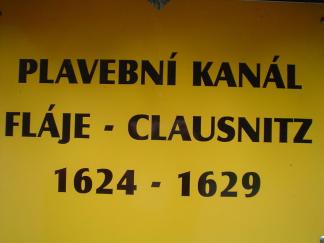 PLAVEBNÍ KANÁL
FLÁJE - CLAUSNITZ
1624 - 1629